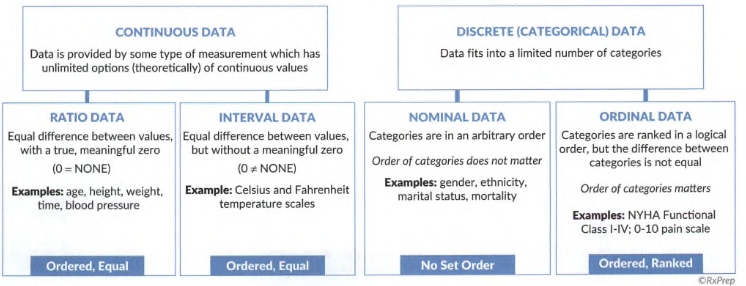 CONTINUOUS DATA
Data is provided by some type of measurement which has
unlimited options (theoretically) of continuous values
DISCRETE (CATEGORICAL) DATA
Data fits into a limited number of categories
RATIO DATA
Equal difference between values,
with a true, meaningful zero
(0 = NONE)
Examples: age, height, weight,
time, blood pressure
Ordered, Equal
INTERVAL DATA
Equal difference between values,
but without a meaningful zero
(0 ≠ NONE)
Example: Celsius and Fahrenheit
temperature scales
Ordered, Equal
NOMINAL DATA
Categories are in an arbitrary order
Order of categories does not matter
Examples: gender, ethnicity,
marital status, mortality
No Set Order
ORDINAL DATA
Categories are ranked in a logical
order, but the difference between
categories is not equal
Order of categories matters
Examples: NYHA Functional
Class I-IV; 0-10 pain scale
Ordered, Ranked
©RxPrep